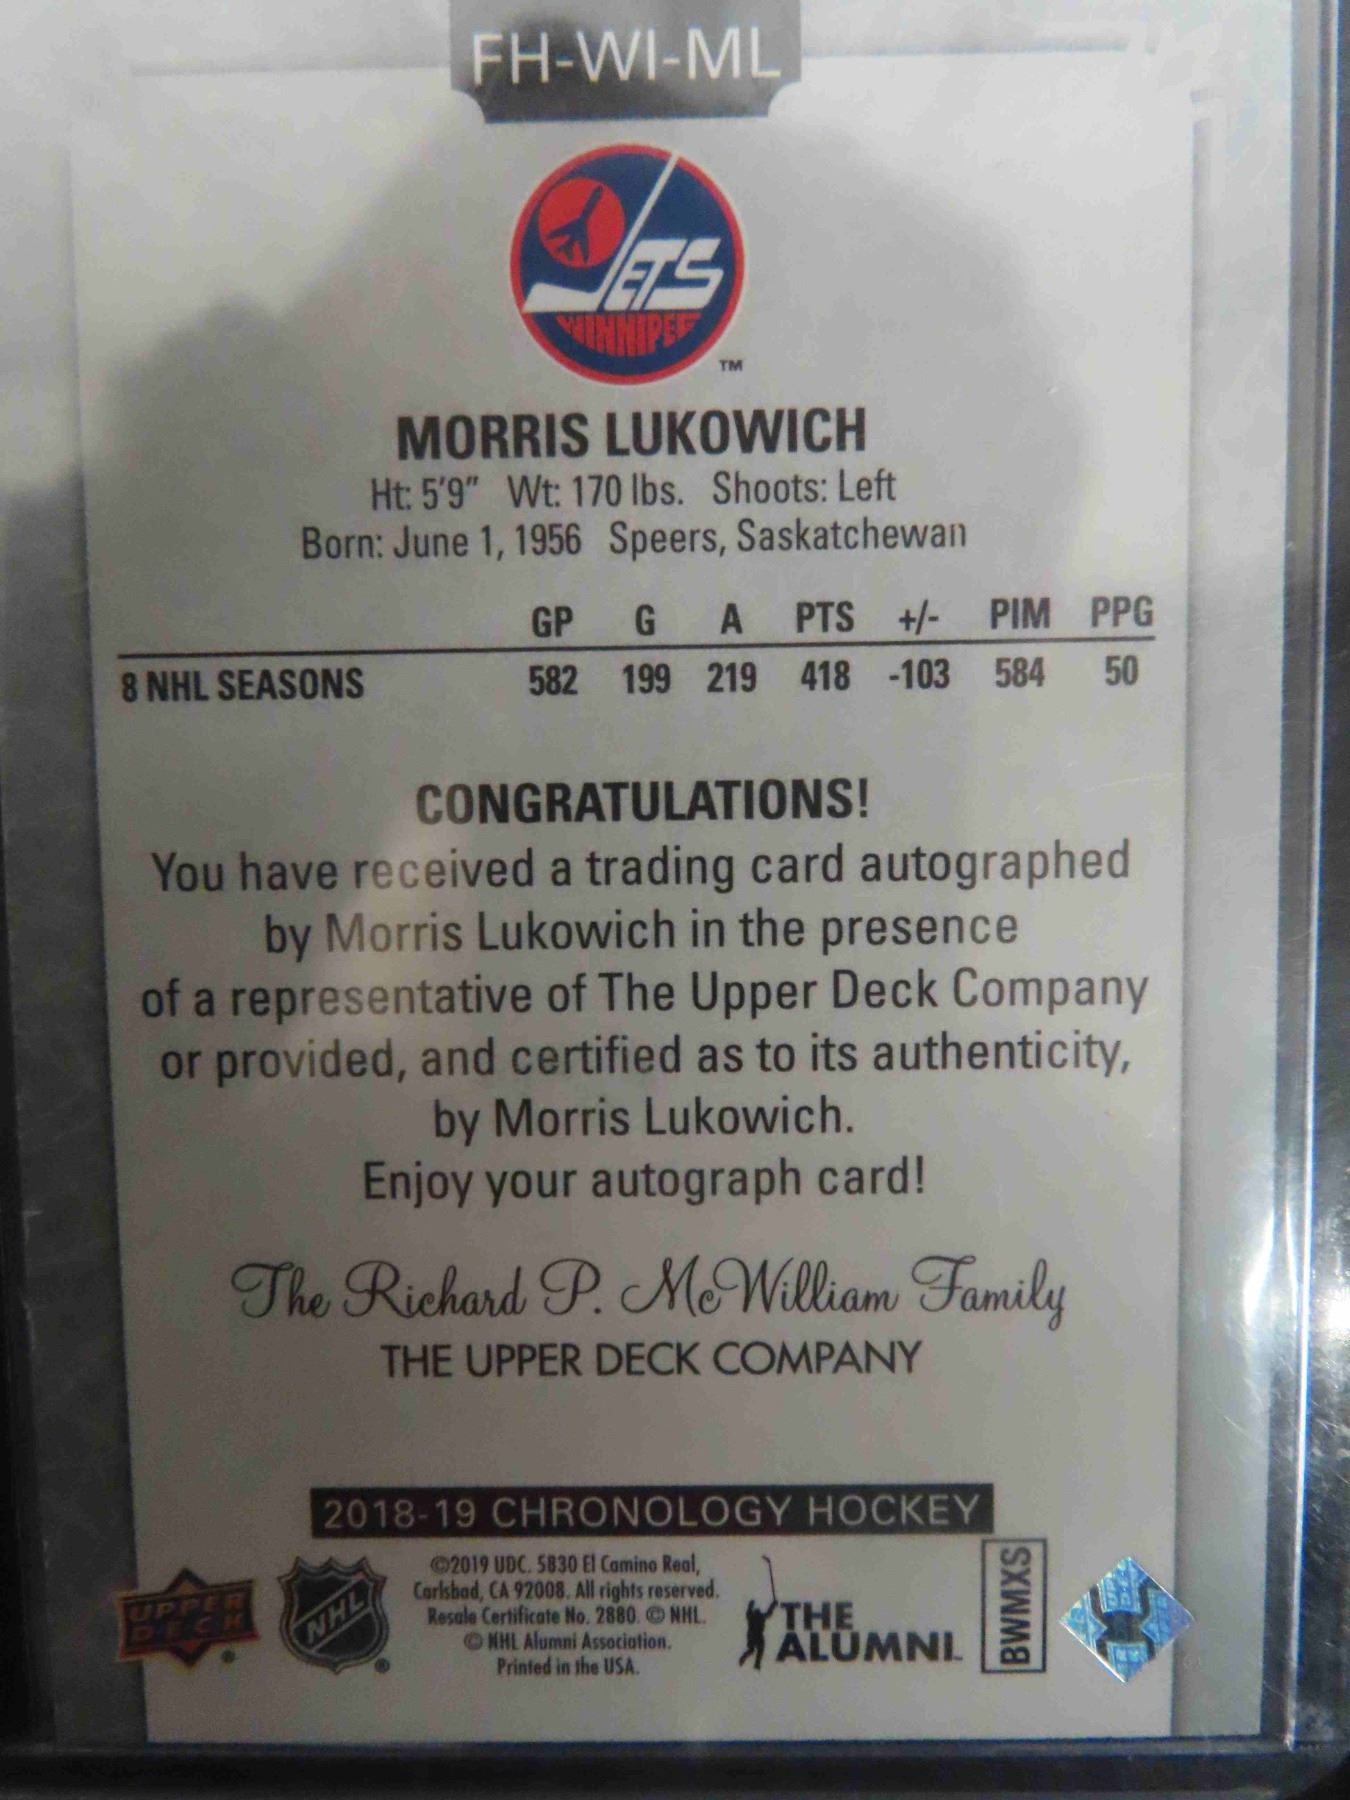 FH-WI-ML
JETS
WINNIPEG
TM
MORRIS LUKOWICH
Ht: 5'9" Wt: 170 lbs. Shoots: Left
Born: June 1, 1956 Speers, Saskatchewan
GP G A PTS +/- PIM PPG
8 NHL SEASONS 582 199 219 418 -103 584 50
CONGRATULATIONS!
You have received a trading card autographed
by Morris Lukowich in the presence
of a representative of The Upper Deck Company
or provided, and certified as to its authenticity,
by Morris Lukowich.
Enjoy your autograph card!
The Richard P. McWilliam Family
THE UPPER DECK COMPANY
2018-19 CHRONOLOGY HOCKEY
UPPER
DECK
®
NHL
®
©2019 UDC. 5830 El Camino Real,
Carlsbad, CA 92008. All rights reserved.
Resale Certificate No. 2880. © NHL.
© NHL Alumni Association.
Printed in the USA.
THE
ALUMNI™
BWMXS